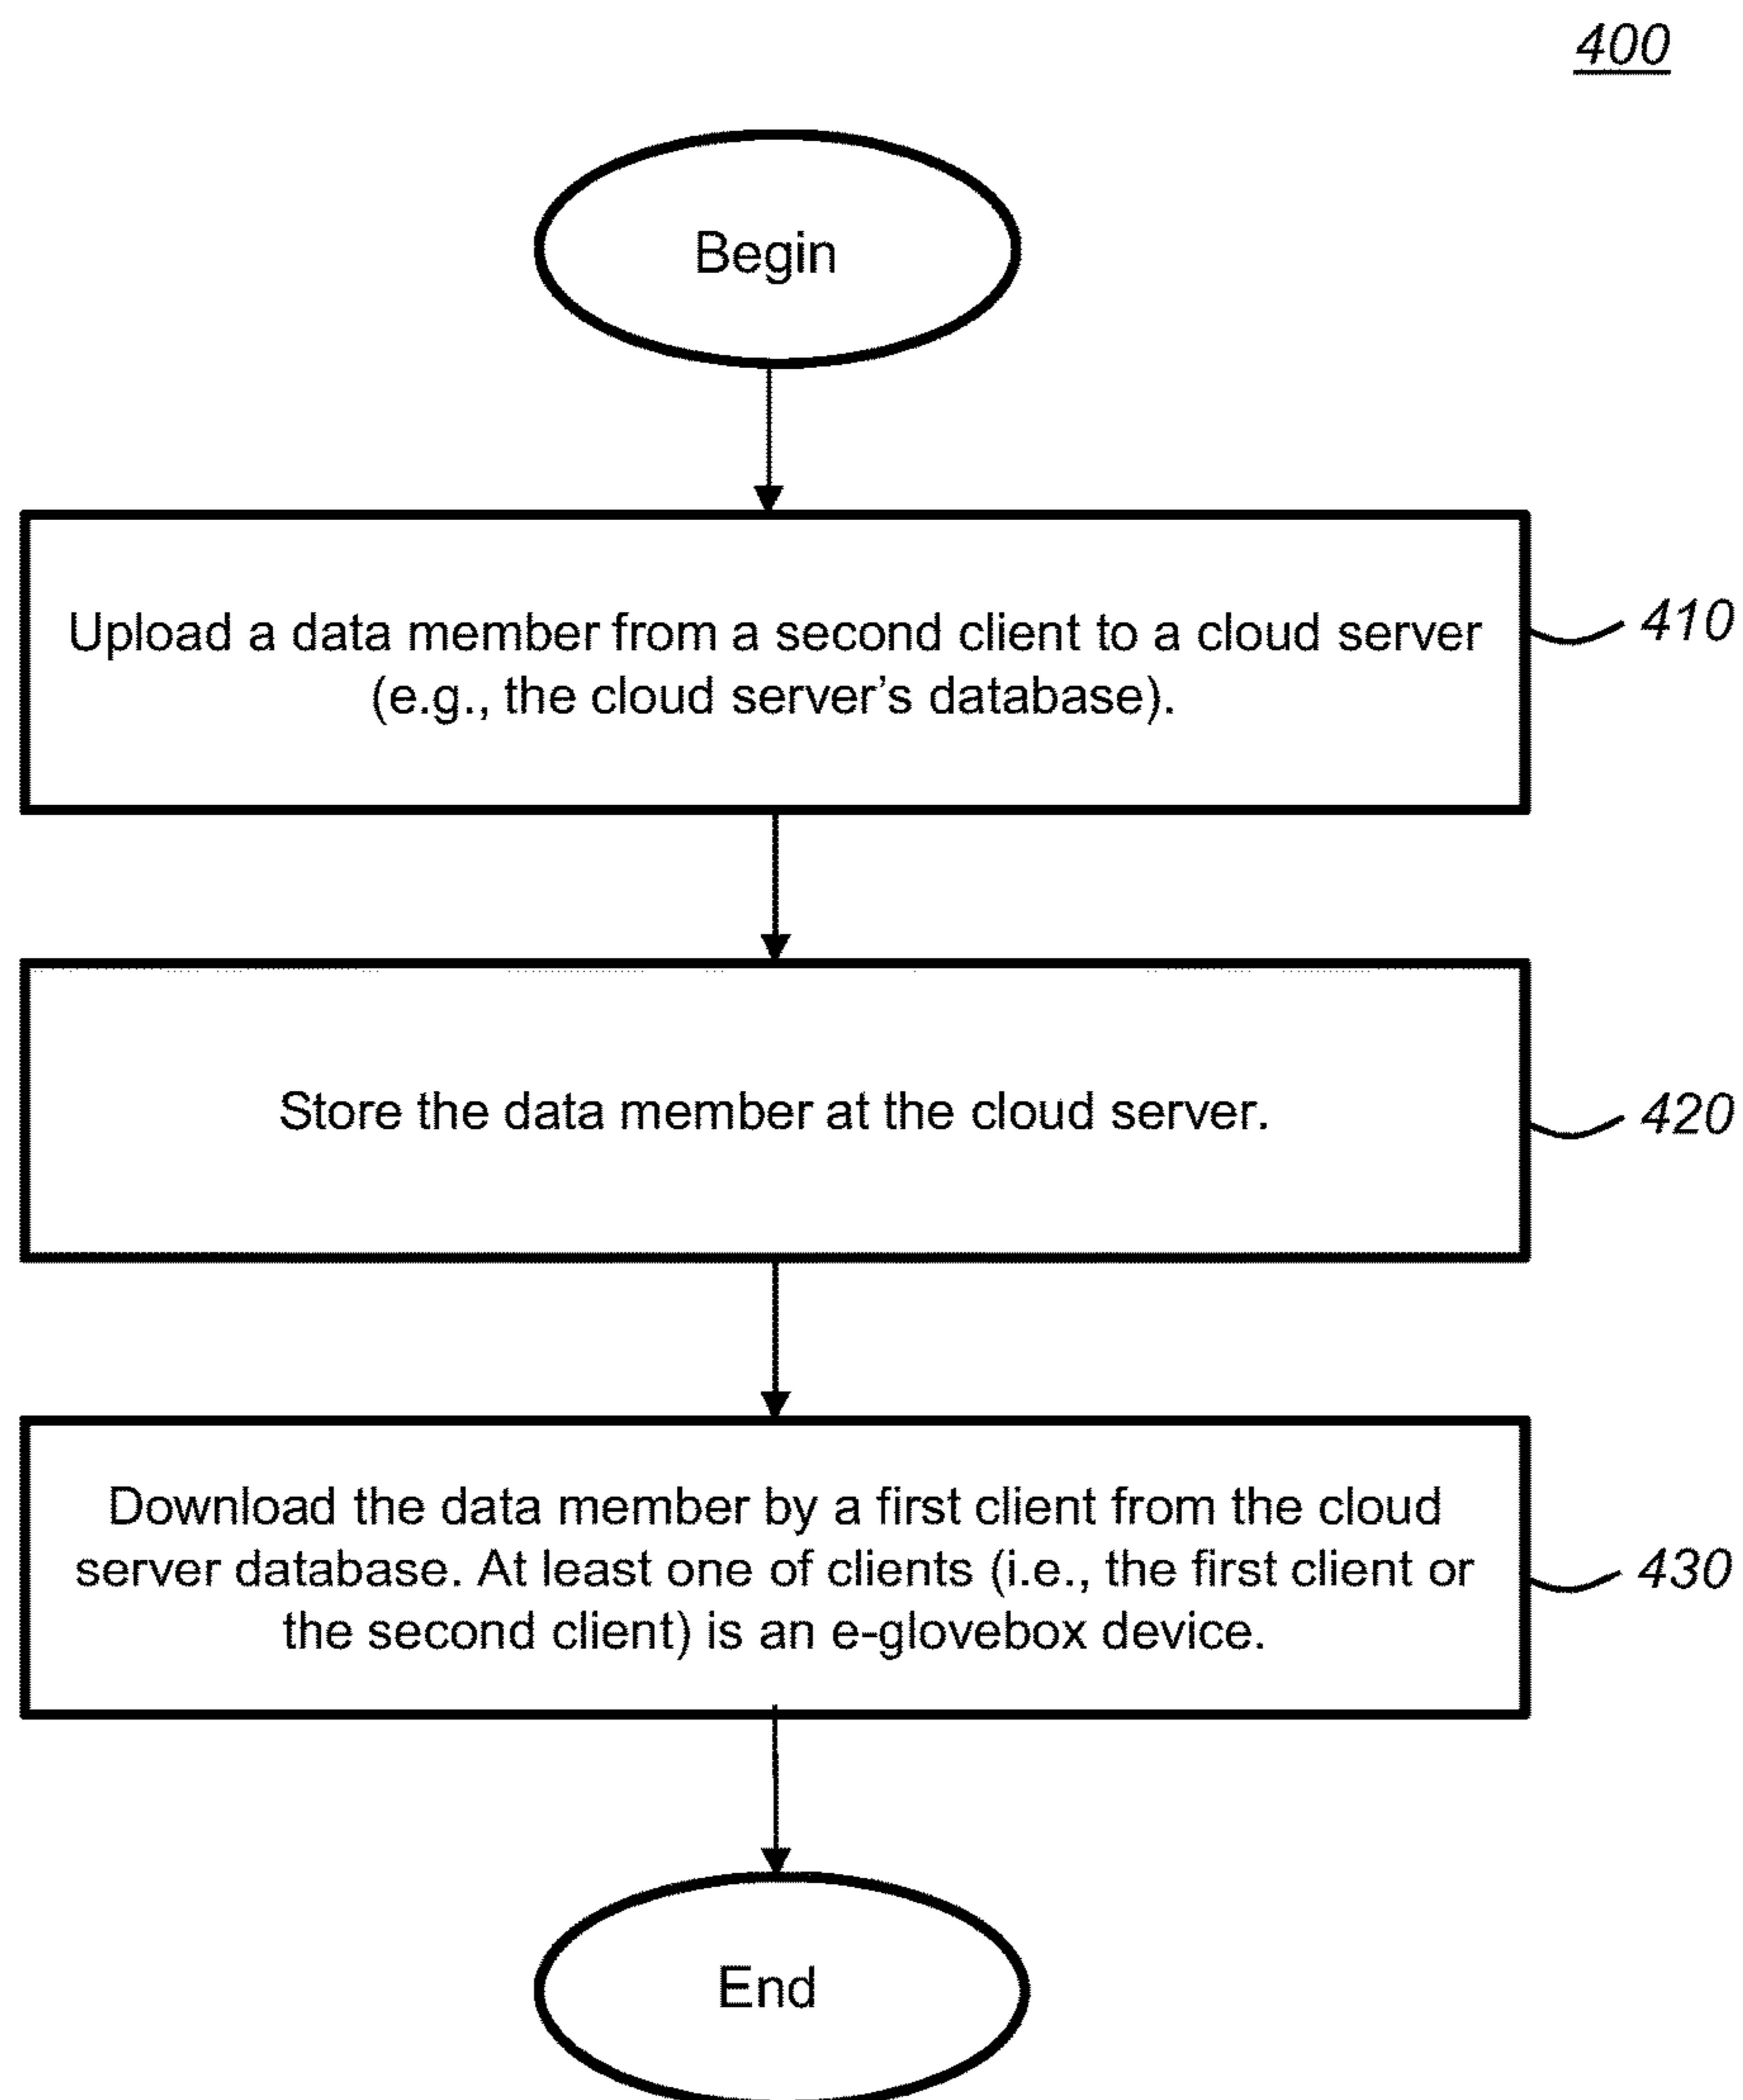 400
Begin
Upload a data member from a second client to a cloud server
(e.g., the cloud server's database).
410
Store the data member at the cloud server.
420
Download the data member by a first client from the cloud
server database. At least one of clients (i.e., the first client or
the second client) is an e-glovebox device.
430
End